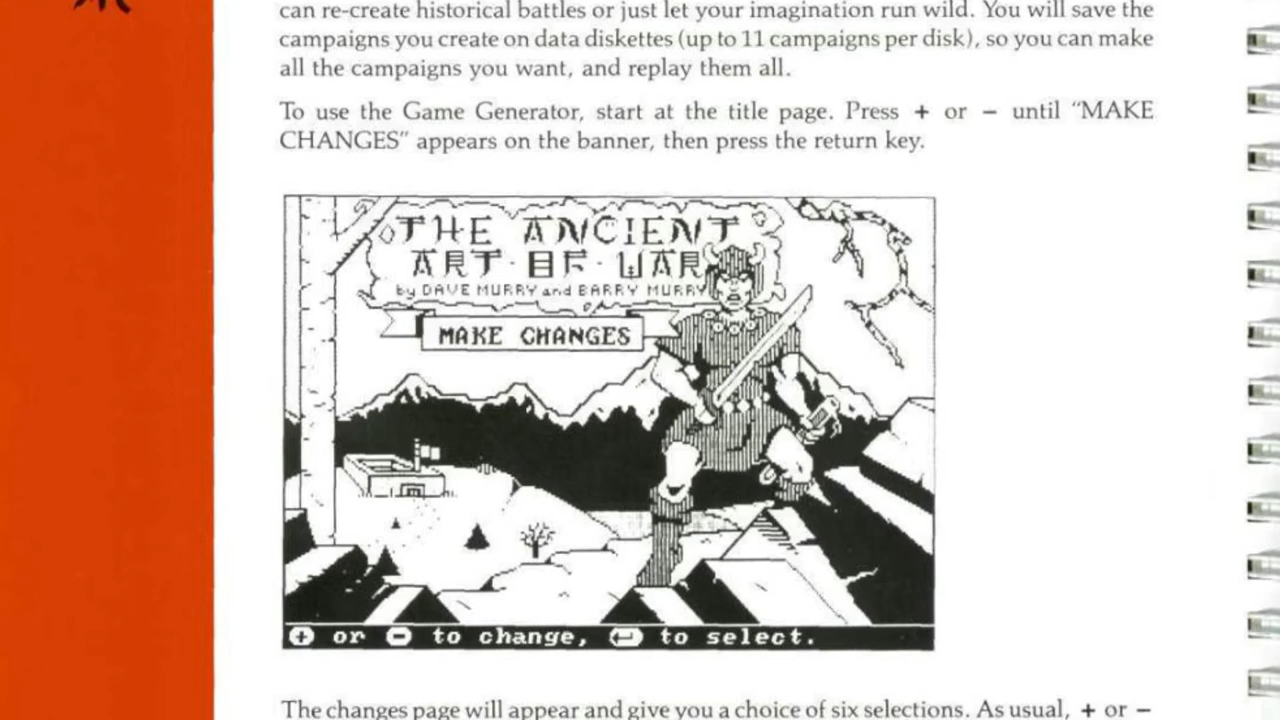 can re-create historical battles or just let your imagination run wild. You will save the
campaigns you create on data diskettes (up to 11 campaigns per disk), so you can make
all the campaigns you want, and replay them all.
To use the Game Generator, start at the title page. Press + or − until “MAKE
CHANGES” appears on the banner, then press the return key.
THE ANCIENT
ART·OF·WAR
by DAVE MURRY and BARRY MURRY
MAKE CHANGES
+ or − to change, ↵ to select.
The changes page will appear and give you a choice of six selections. As usual, + or −